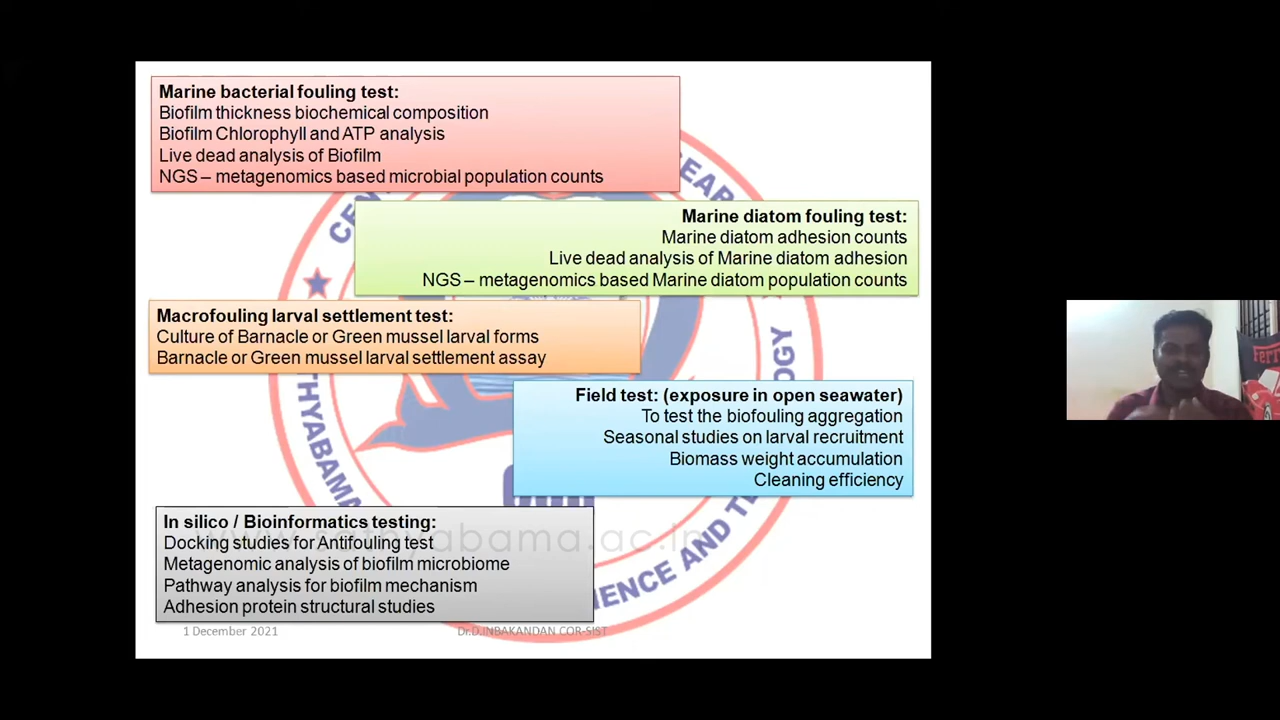 Marine bacterial fouling test:
Biofilm thickness biochemical composition
Biofilm Chlorophyll and ATP analysis
Live dead analysis of Biofilm
NGS – metagenomics based microbial population counts
Marine diatom fouling test:
Marine diatom adhesion counts
Live dead analysis of Marine diatom adhesion
NGS – metagenomics based Marine diatom population counts
Macrofouling larval settlement test:
Culture of Barnacle or Green mussel larval forms
Barnacle or Green mussel larval settlement assay
Field test: (exposure in open seawater)
To test the biofouling aggregation
Seasonal studies on larval recruitment
Biomass weight accumulation
Cleaning efficiency
In silico / Bioinformatics testing:
Docking studies for Antifouling test
Metagenomic analysis of biofilm microbiome
Pathway analysis for biofilm mechanism
Adhesion protein structural studies
1 December 2021
Dr.D.INBAKANDAN COR-SIST
AND
Ferr